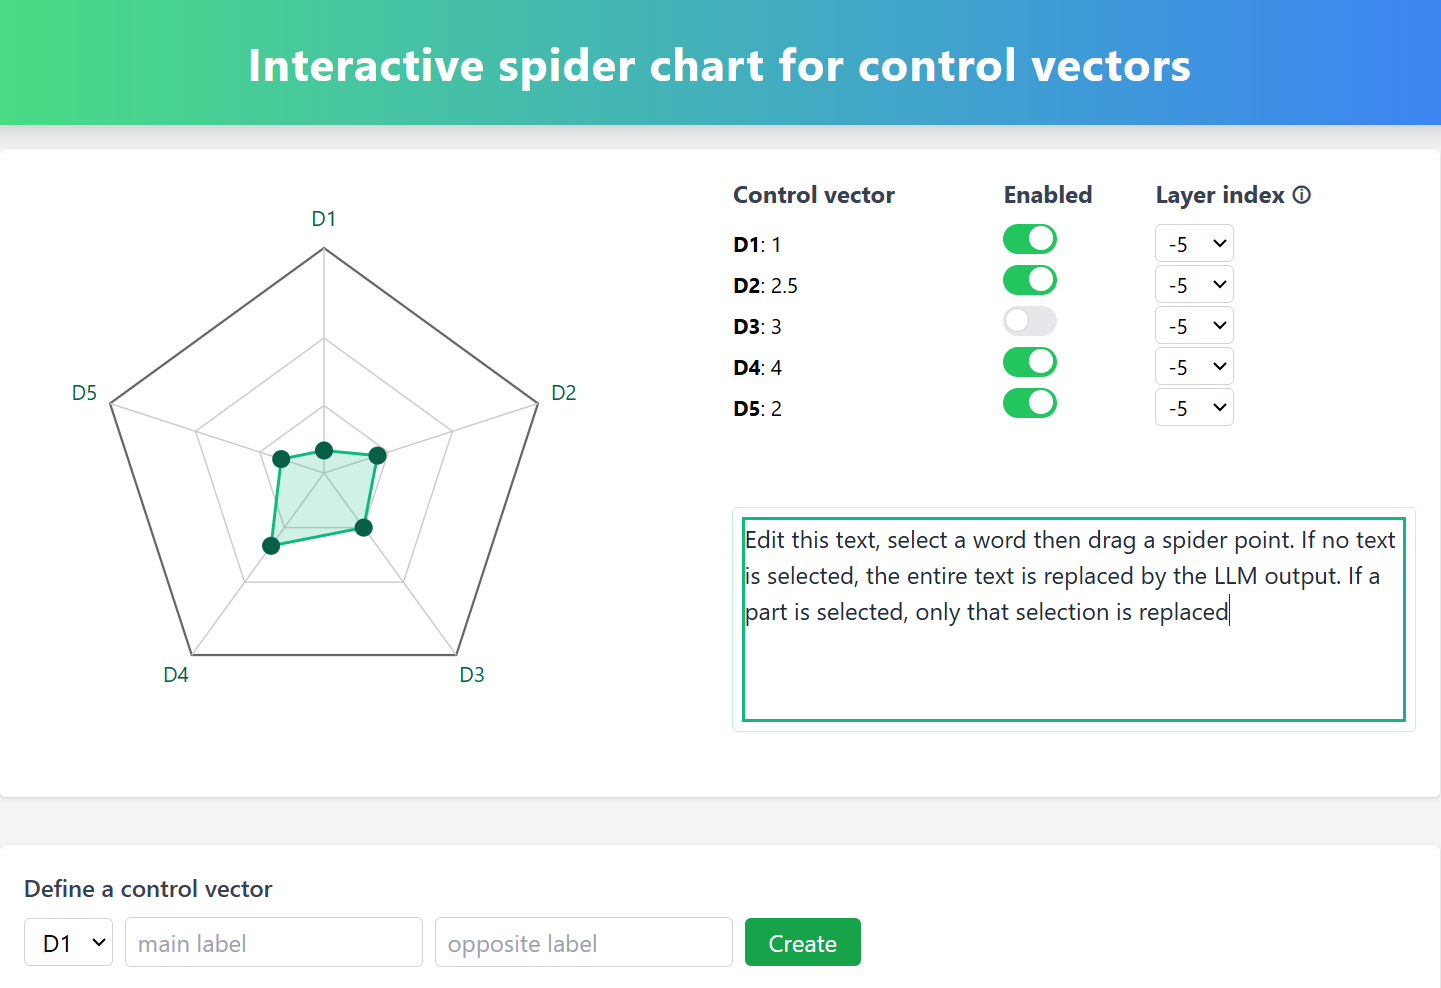 Interactive spider chart for control vectors
D1
D5
D2
D4
D3
Control vector Enabled Layer index ⓘ
D1: 1 -5
D2: 2.5 -5
D3: 3 -5
D4: 4 -5
D5: 2 -5
Edit this text, select a word then drag a spider point. If no text
is selected, the entire text is replaced by the LLM output. If a
part is selected, only that selection is replaced
Define a control vector
D1 main label opposite label Create